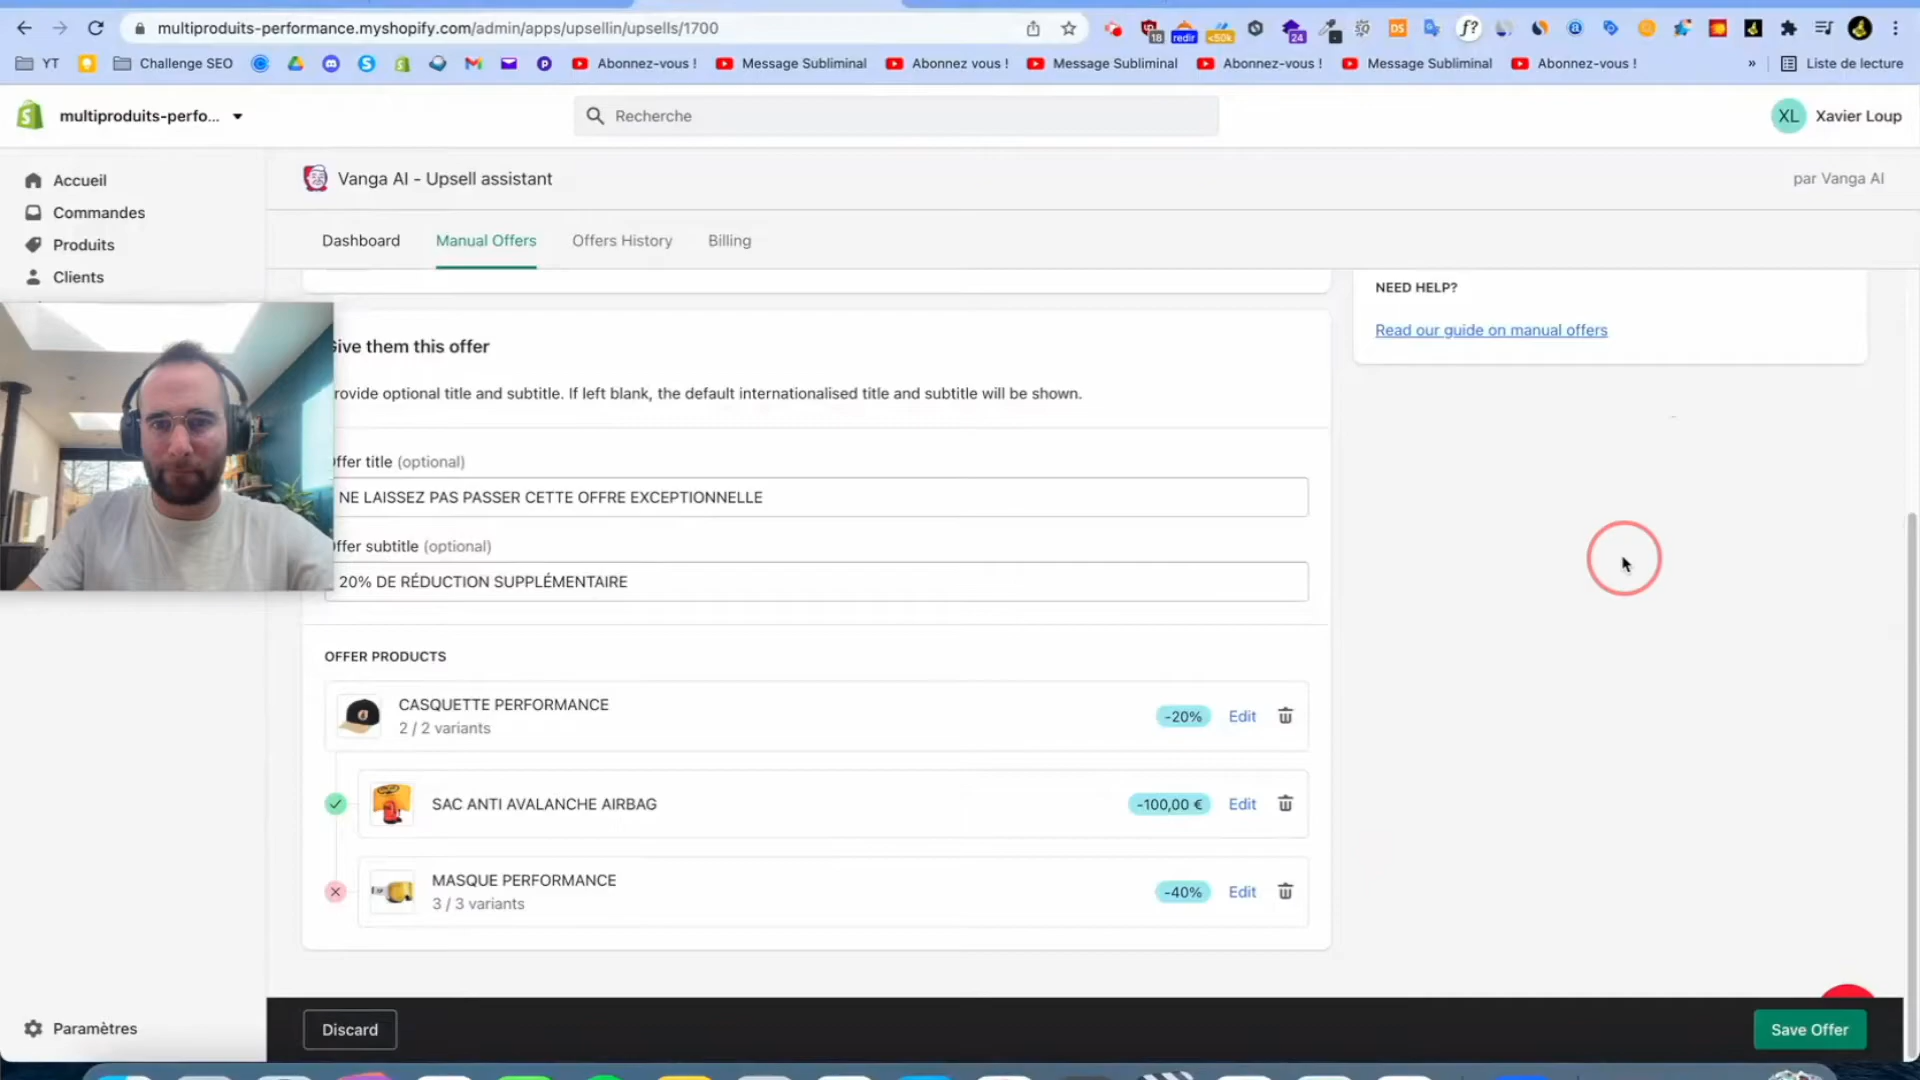 multiproduits-performance.myshopify.com/admin/apps/upsellin/upsells/1700
18
redir
<50k
24
f?
YT
Challenge SEO
Abonnez-vous !
Message Subliminal
Abonnez vous !
Message Subliminal
Abonnez-vous !
Message Subliminal
Abonnez-vous !
»
Liste de lecture
multiproduits-perfo...
Recherche
XL
Xavier Loup
Accueil
Commandes
Produits
Clients
Paramètres
Vanga AI - Upsell assistant
par Vanga AI
Dashboard
Manual Offers
Offers History
Billing
NEED HELP?
Read our guide on manual offers
Give them this offer
rovide optional title and subtitle. If left blank, the default internationalised title and subtitle will be shown.
ffer title (optional)
NE LAISSEZ PAS PASSER CETTE OFFRE EXCEPTIONNELLE
ffer subtitle (optional)
20% DE RÉDUCTION SUPPLÉMENTAIRE
OFFER PRODUCTS
CASQUETTE PERFORMANCE
2 / 2 variants
-20%
Edit
SAC ANTI AVALANCHE AIRBAG
-100,00 €
Edit
MASQUE PERFORMANCE
3 / 3 variants
-40%
Edit
Discard
Save Offer